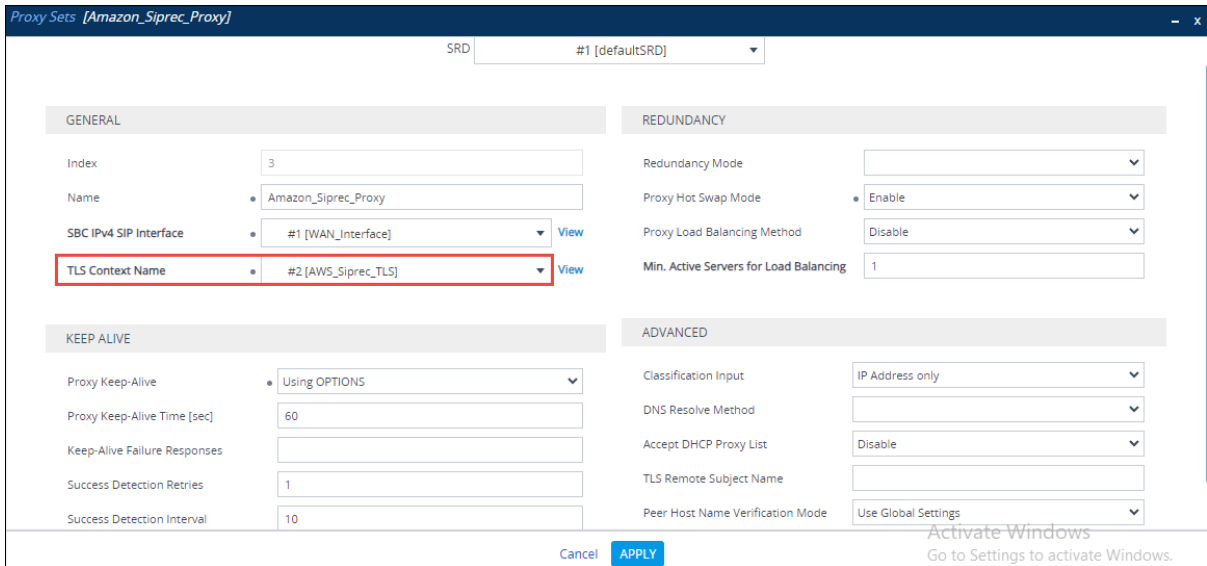 Proxy Sets [Amazon_Siprec_Proxy] – x
SRD #1 [defaultSRD]
GENERAL
Index 3
Name Amazon_Siprec_Proxy
SBC IPv4 SIP Interface #1 [WAN_Interface] View
TLS Context Name #2 [AWS_Siprec_TLS] View
KEEP ALIVE
Proxy Keep-Alive Using OPTIONS
Proxy Keep-Alive Time [sec] 60
Keep-Alive Failure Responses
Success Detection Retries 1
Success Detection Interval 10
REDUNDANCY
Redundancy Mode
Proxy Hot Swap Mode Enable
Proxy Load Balancing Method Disable
Min. Active Servers for Load Balancing 1
ADVANCED
Classification Input IP Address only
DNS Resolve Method
Accept DHCP Proxy List Disable
TLS Remote Subject Name
Peer Host Name Verification Mode Use Global Settings
Cancel APPLY
Activate Windows
Go to Settings to activate Windows.